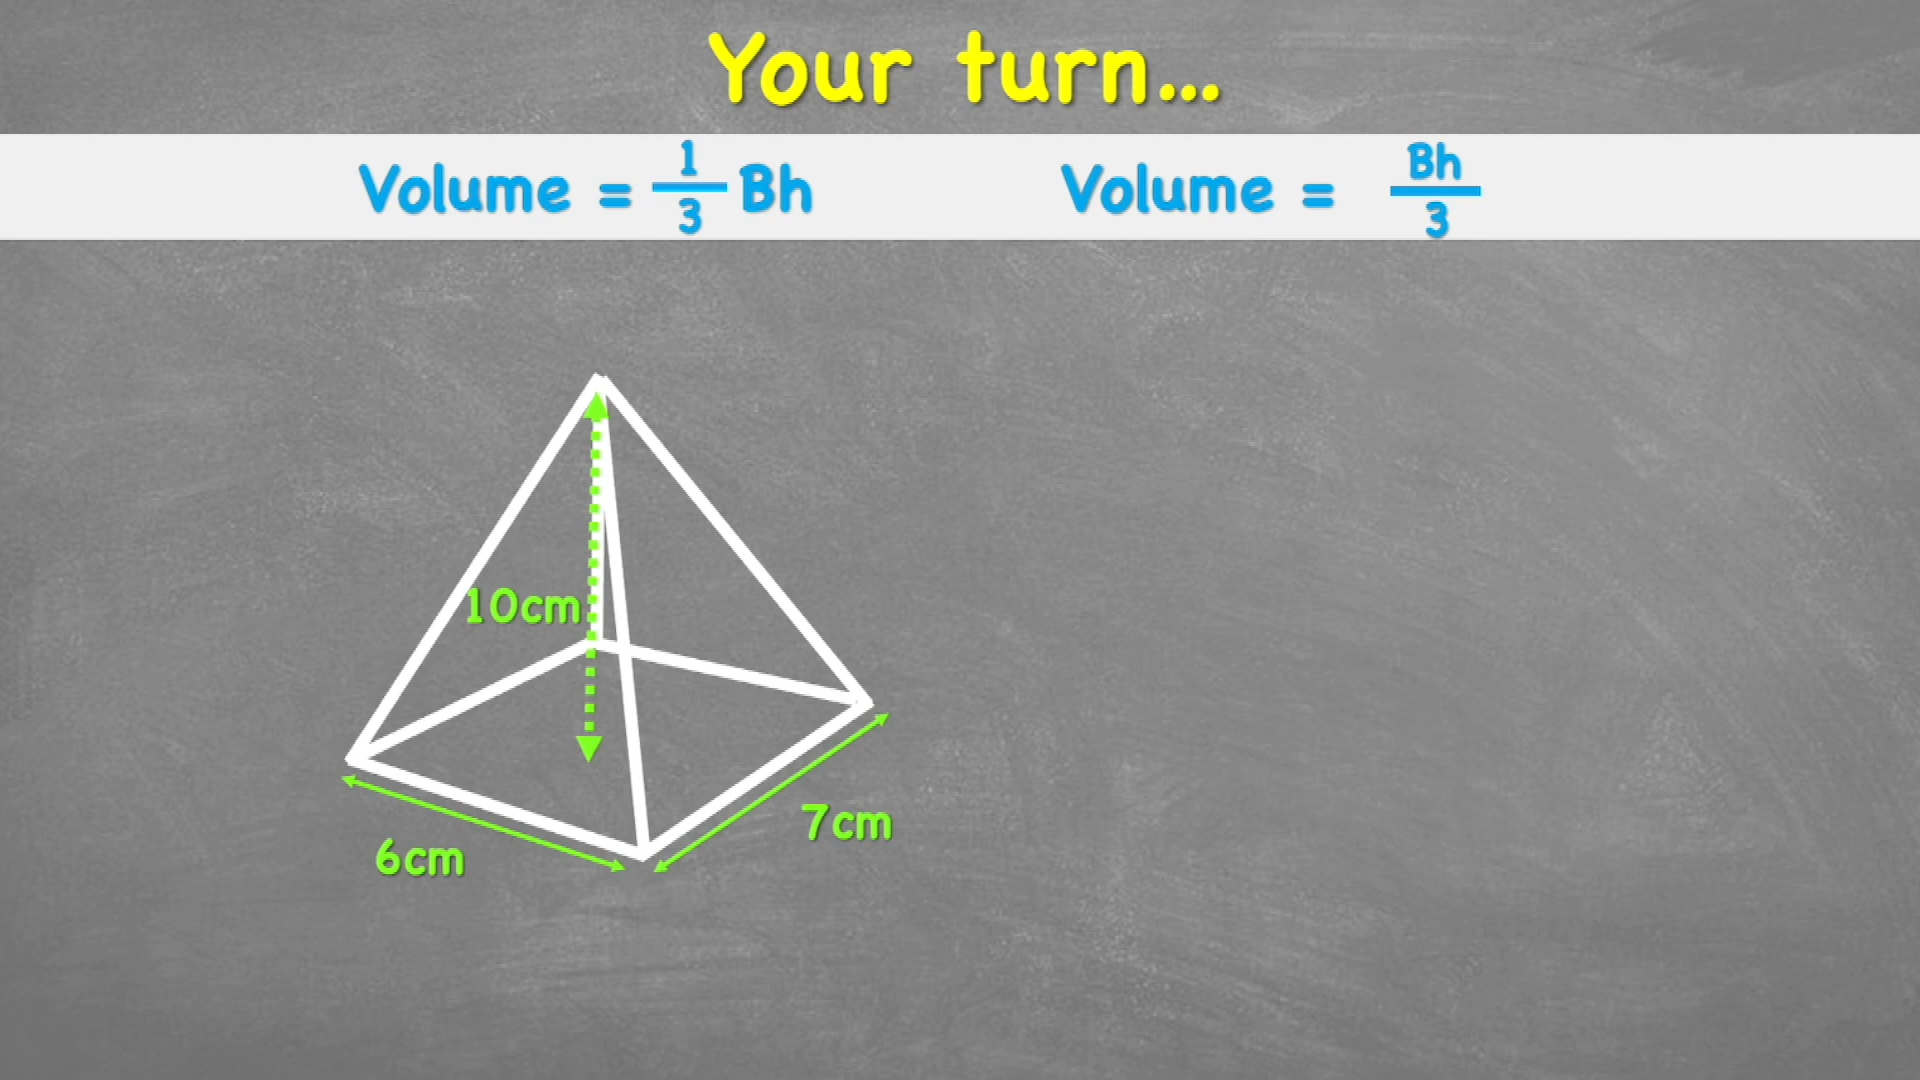 Your turn...
Volume = 1/3 Bh
Volume = Bh/3
10cm
7cm
6cm